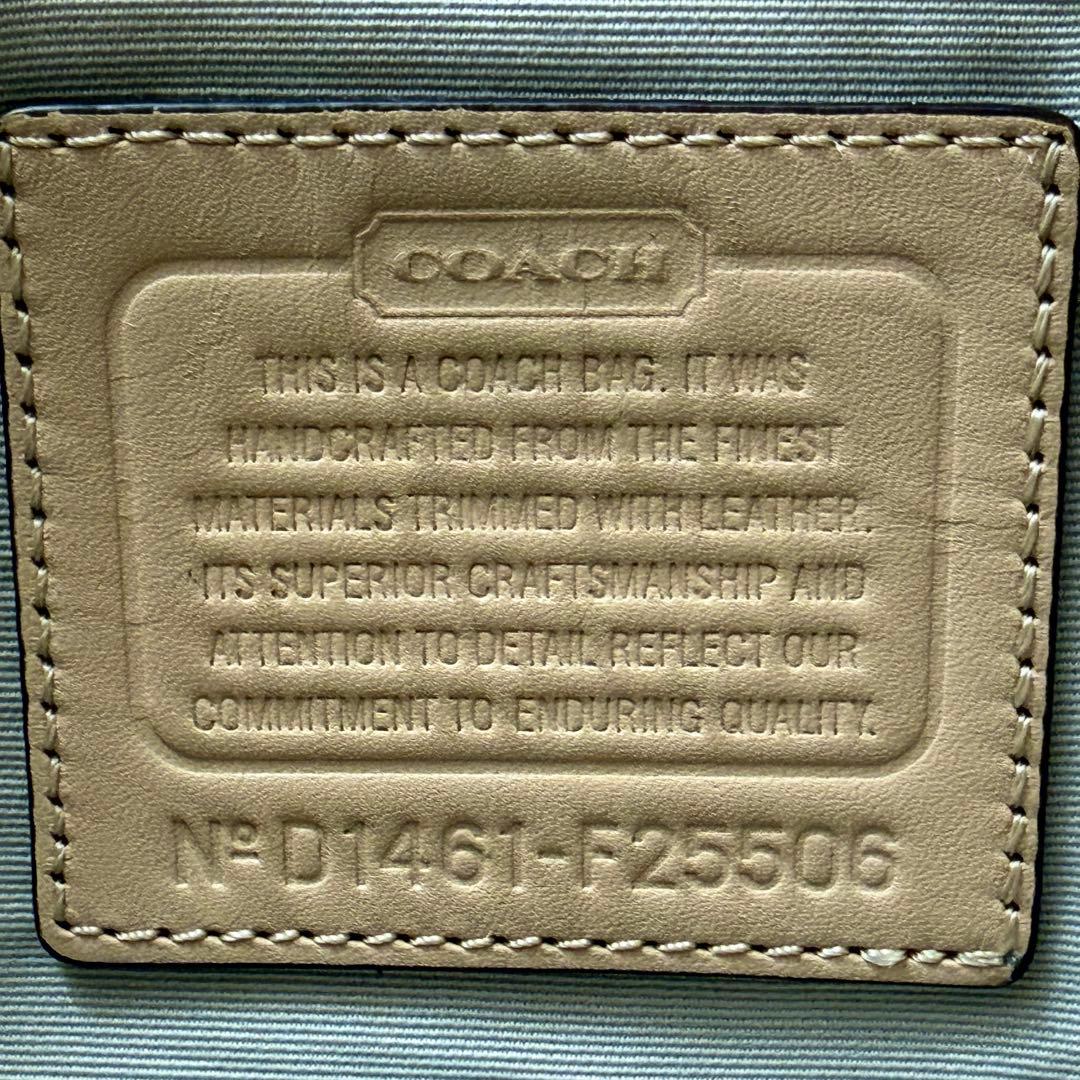 COACH
THIS IS A COACH BAG. IT WAS
HANDCRAFTED FROM THE FINEST
MATERIALS TRIMMED WITH LEATHER.
ITS SUPERIOR CRAFTSMANSHIP AND
ATTENTION TO DETAIL REFLECT OUR
COMMITMENT TO ENDURING QUALITY.
Nº D1461-F25506